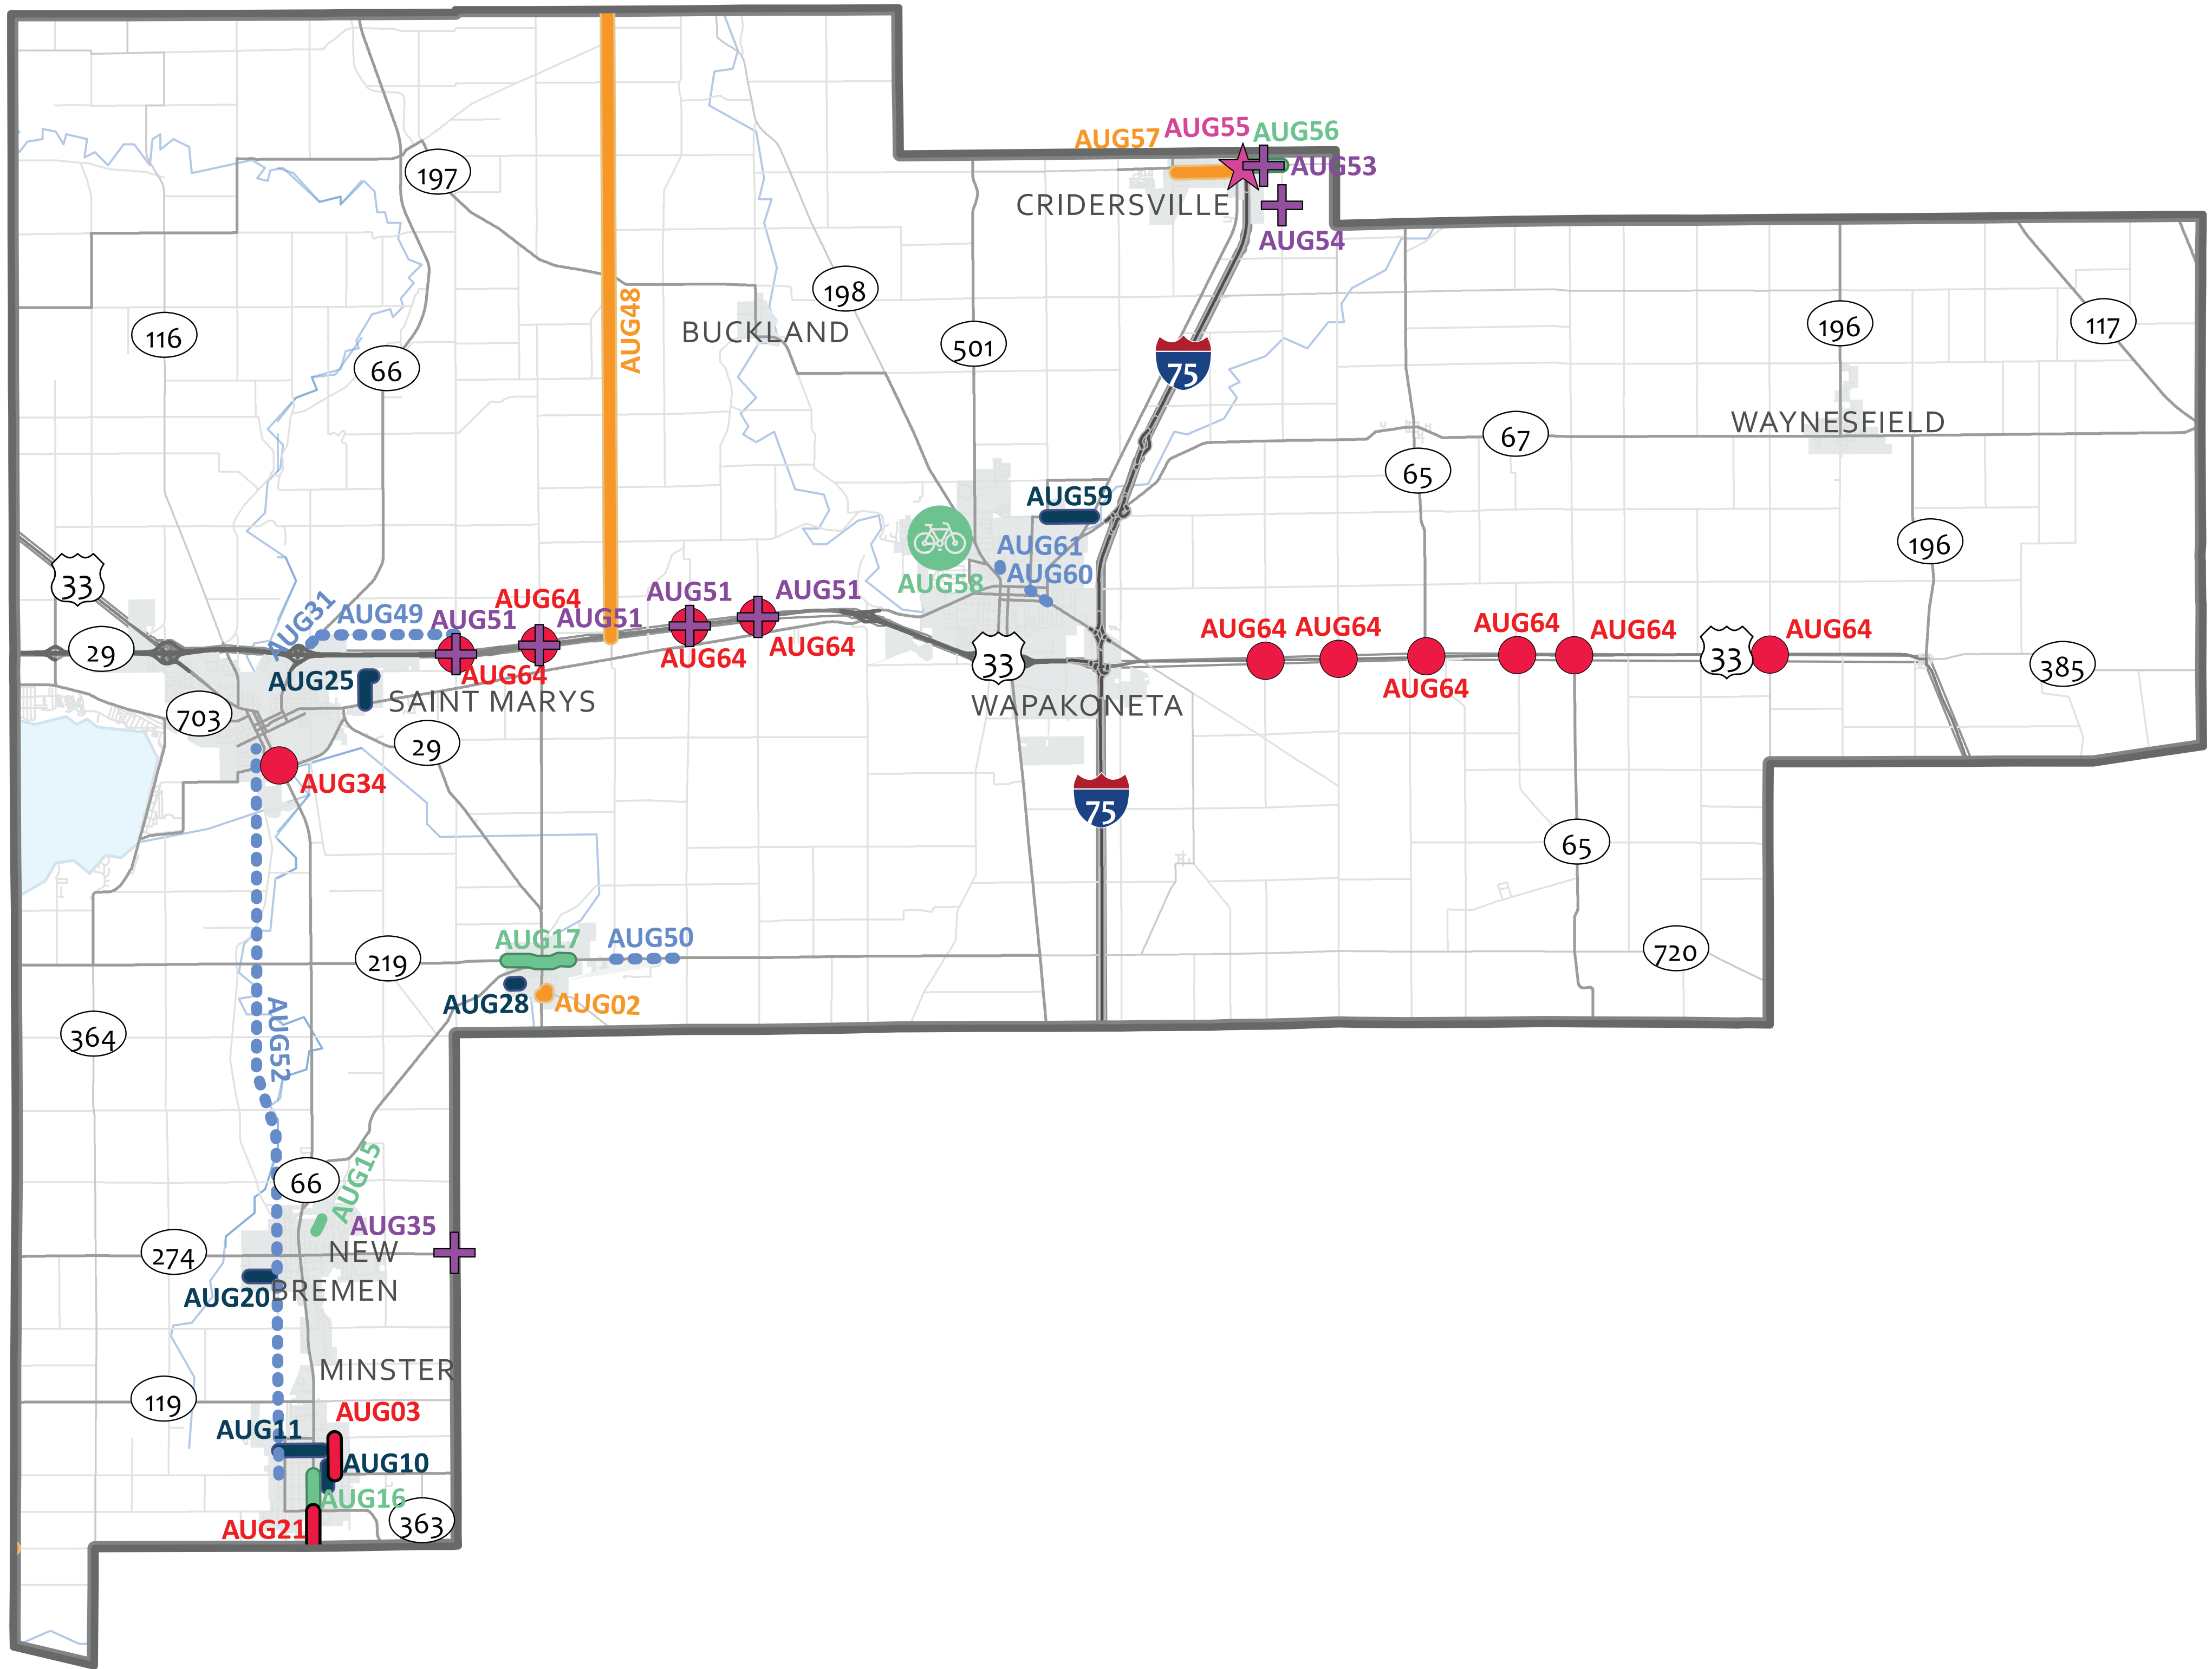 AUG57
AUG55
AUG56
AUG53
197
CRIDERSVILLE
AUG54
198
AUG48
BUCKLAND
116
196
117
501
66
75
WAYNESFIELD
67
65
AUG59
AUG61
196
33
AUG60
AUG58
AUG31
AUG49
AUG64
AUG51
AUG51
AUG51
AUG51
AUG64
AUG64
AUG64
AUG64
AUG64
AUG64
29
AUG64
AUG64
33
33
385
AUG25
AUG64
AUG64
SAINT MARYS
WAPAKONETA
703
29
AUG34
75
65
AUG17
AUG50
219
720
AUG28
AUG02
364
AUG52
66
AUG15
AUG35
274
NEW
BREMEN
AUG20
MINSTER
119
AUG03
AUG11
AUG10
AUG16
363
AUG21